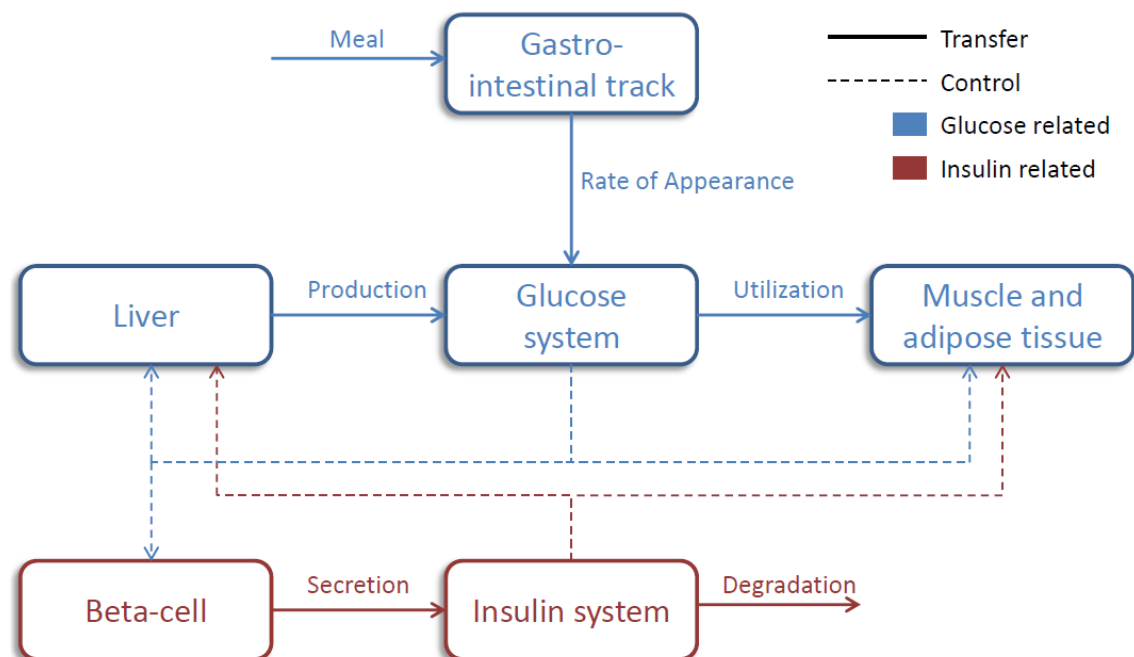 Meal
Gastro-
intestinal track
Transfer
Control
Glucose related
Insulin related
Rate of Appearance
Liver
Production
Glucose
system
Utilization
Muscle and
adipose tissue
Beta-cell
Secretion
Insulin system
Degradation